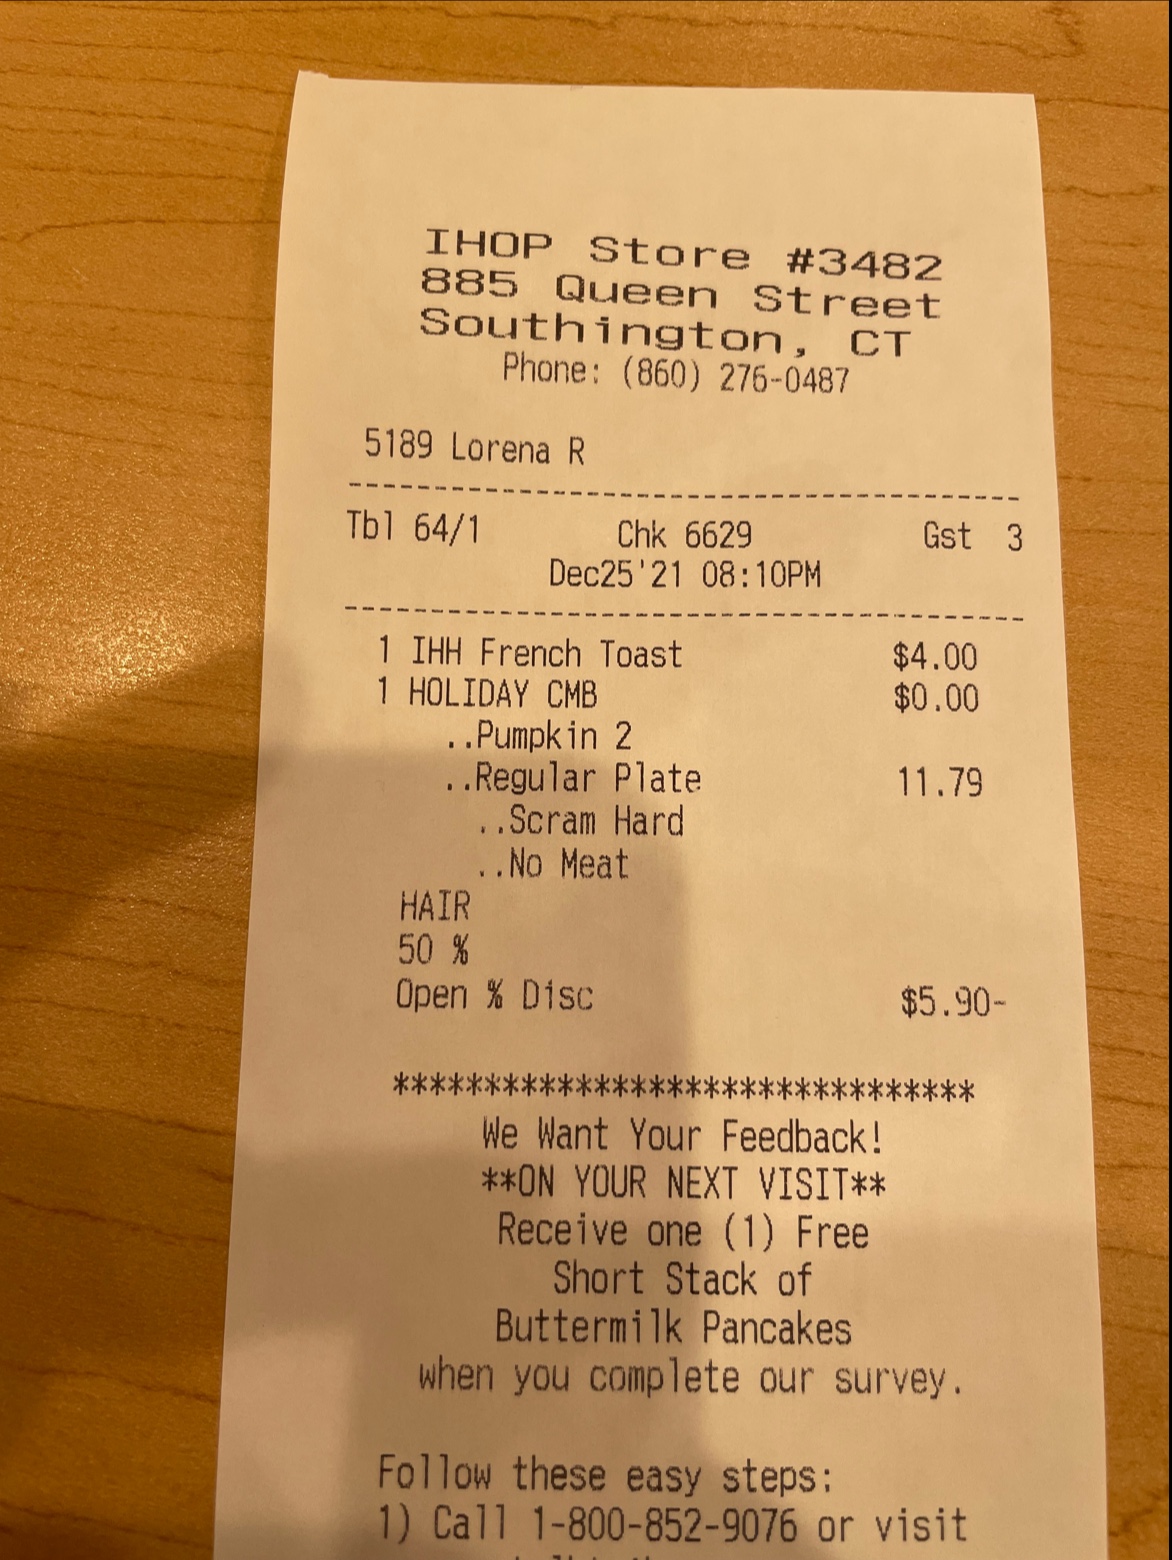 IHOP Store #3482
885 Queen Street
Southington, CT
Phone: (860) 276-0487
5189 Lorena R
----------------------------------------
Tbl 64/1 Chk 6629 Gst 3
Dec25'21 08:10PM
----------------------------------------
1 IHH French Toast $4.00
1 HOLIDAY CMB $0.00
..Pumpkin 2
..Regular Plate 11.79
..Scram Hard
..No Meat
HAIR
50 %
Open % Disc $5.90-
********************************
We Want Your Feedback!
**ON YOUR NEXT VISIT**
Receive one (1) Free
Short Stack of
Buttermilk Pancakes
when you complete our survey.
Follow these easy steps:
1) Call 1-800-852-9076 or visit